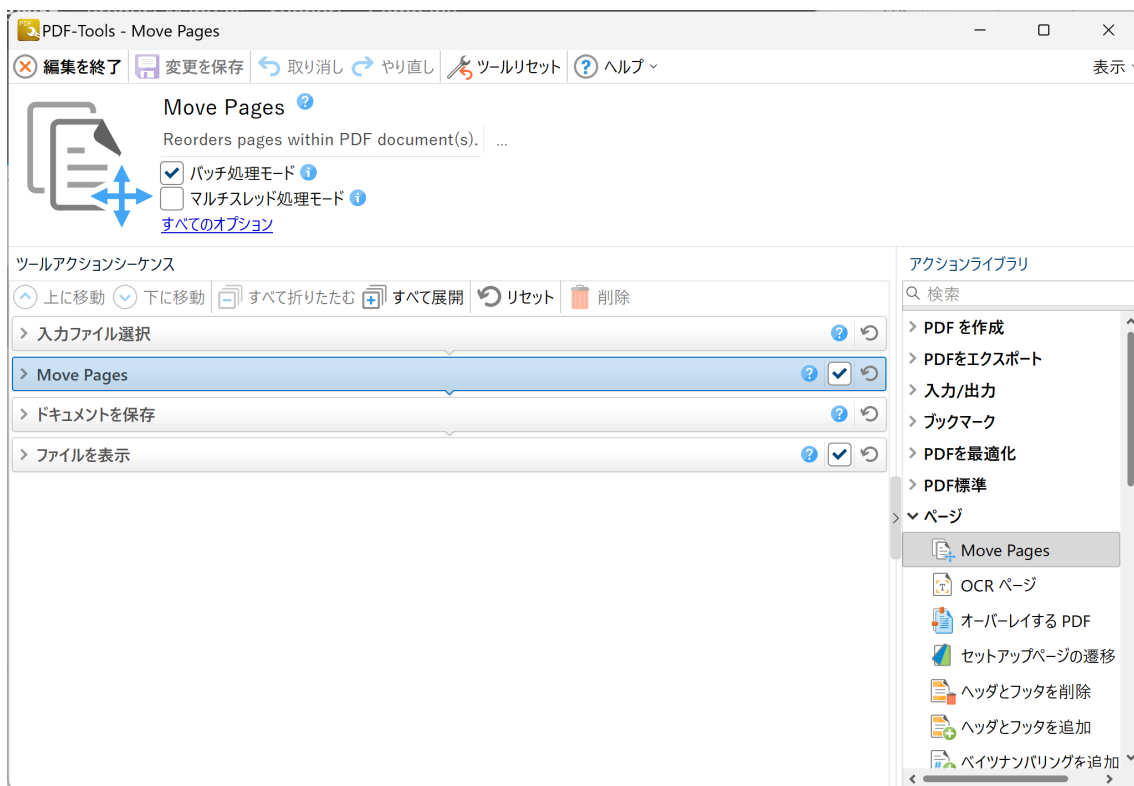 PDF-Tools - Move Pages
編集を終了 変更を保存 取り消し やり直し ツールリセット ヘルプ 表示
Move Pages
Reorders pages within PDF document(s). ...
バッチ処理モード
マルチスレッド処理モード
すべてのオプション
ツールアクションシーケンス
上に移動 下に移動 すべて折りたたむ すべて展開 リセット 削除
入力ファイル選択
Move Pages
ドキュメントを保存
ファイルを表示
アクションライブラリ
検索
PDF を作成
PDFをエクスポート
入力/出力
ブックマーク
PDFを最適化
PDF標準
ページ
Move Pages
OCR ページ
オーバーレイする PDF
セットアップページの遷移
ヘッダとフッタを削除
ヘッダとフッタを追加
ベイツナンバリングを追加